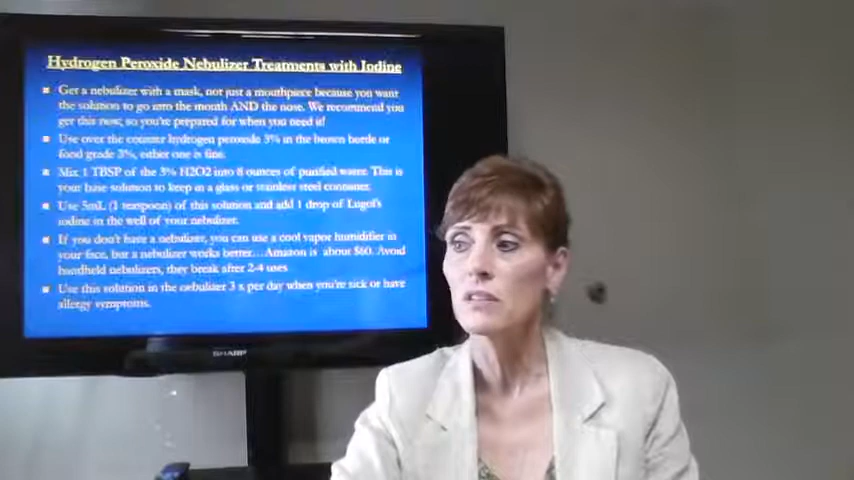 Hydrogen Peroxide Nebulizer Treatments with Iodine
Get a nebulizer with a mask, not just a mouthpiece because you want
the solution to go into the mouth AND the nose. We recommend you
get this now, so you're prepared for when you need it!
Use over the counter hydrogen peroxide 3% in the brown bottle or
food grade 3%, either one is fine.
Mix 1 TBSP of the 3% H2O2 into 8 ounces of purified water. This is
your base solution to keep in a glass or stainless steel container.
Use 5mL (1 teaspoon) of this solution and add 1 drop of Lugol's
iodine in the well of your nebulizer.
If you don't have a nebulizer, you can use a cool vapor humidifier in
your face, but a nebulizer works better....Amazon is about $60. Avoid
handheld nebulizers, they break after 2-4 uses
Use this solution in the nebulizer 3 x per day when you're sick or have
allergy symptoms.
SHARP